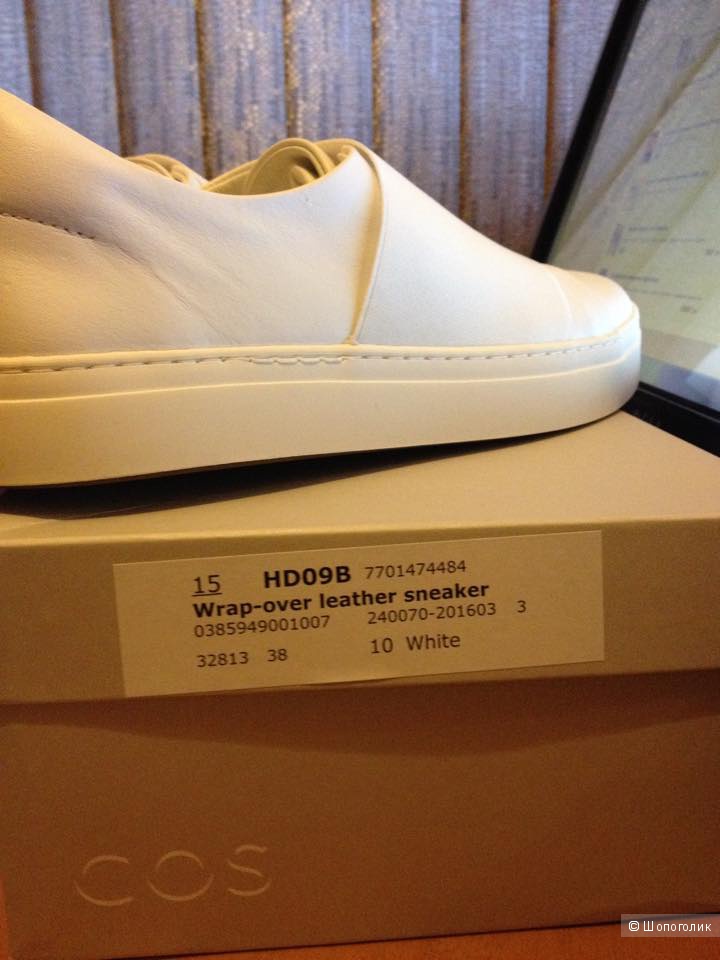 15 HD09B 7701474484
Wrap-over leather sneaker
0385949001007 240070-201603 3
32813 38 10 White
COS
© Шопоголик